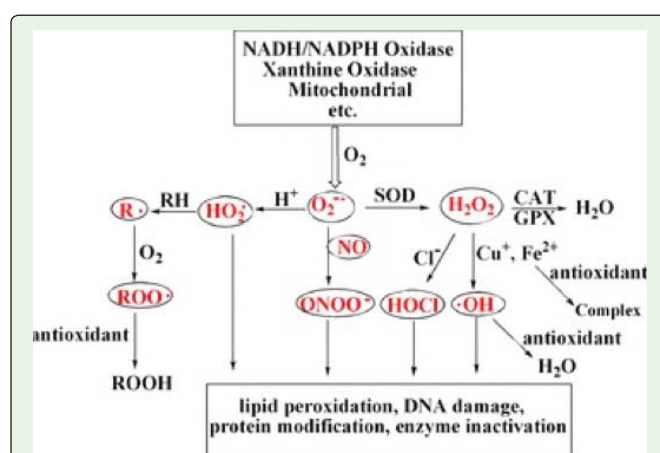 NADH/NADPH Oxidase
Xanthine Oxidase
Mitochondrial
etc.
O₂
R· RH HO₂· H⁺ O₂⁻· SOD H₂O₂ CAT GPX H₂O
O₂ NO Cl⁻ Cu⁺, Fe²⁺
antioxidant
ROO· ONOO⁻ HOCl ·OH Complex
antioxidant antioxidant
ROOH H₂O
lipid peroxidation, DNA damage,
protein modification, enzyme inactivation